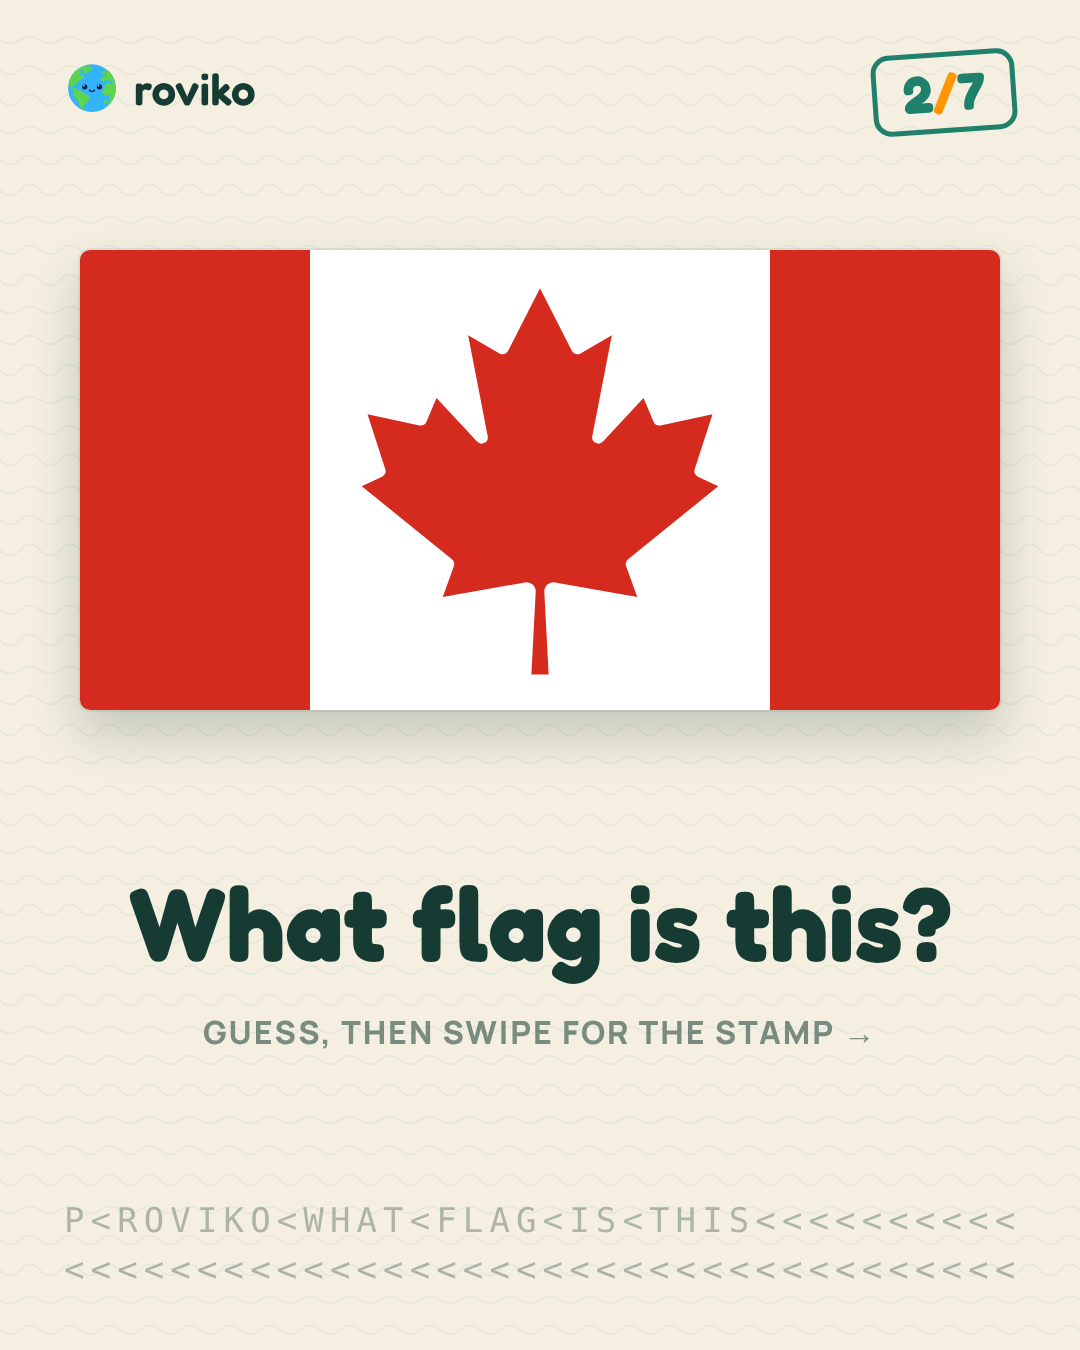 roviko
2/7
What flag is this?
GUESS, THEN SWIPE FOR THE STAMP →
P<ROVIKO<WHAT<FLAG<IS<THIS<<<<<<<<<<
<<<<<<<<<<<<<<<<<<<<<<<<<<<<<<<<<<<<